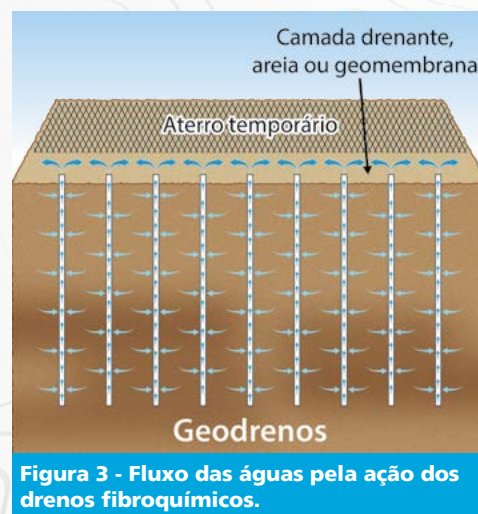 Camada drenante,
areia ou geomembrana
Aterro temporário
Geodrenos
Figura 3 - Fluxo das águas pela ação dos
drenos fibroquímicos.